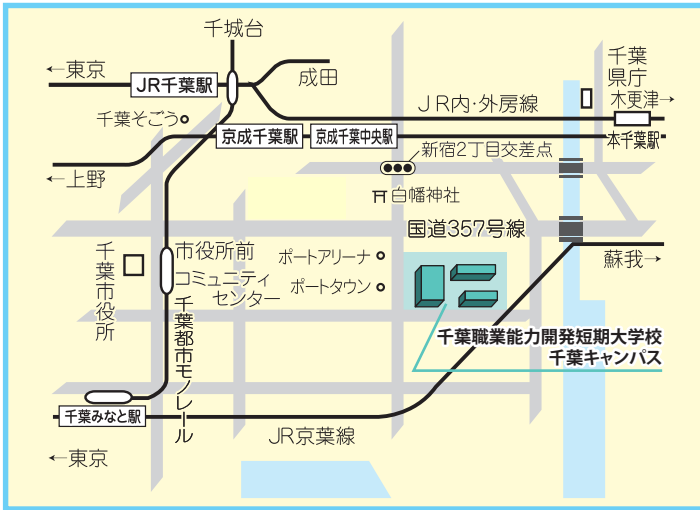 千城台
←東京
JR千葉駅
成田
千葉
県庁
木更津→
JR内・外房線
千葉そごう
京成千葉駅
京成千葉中央駅
本千葉駅
新宿2丁目交差点
←上野
白幡神社
国道357号線
千葉市役所
市役所前
コミュニティ
センター
ポートアリーナ
ポートタウン
蘇我→
千葉都市モノレール
千葉職業能力開発短期大学校
千葉キャンパス
千葉みなと駅
JR京葉線
←東京